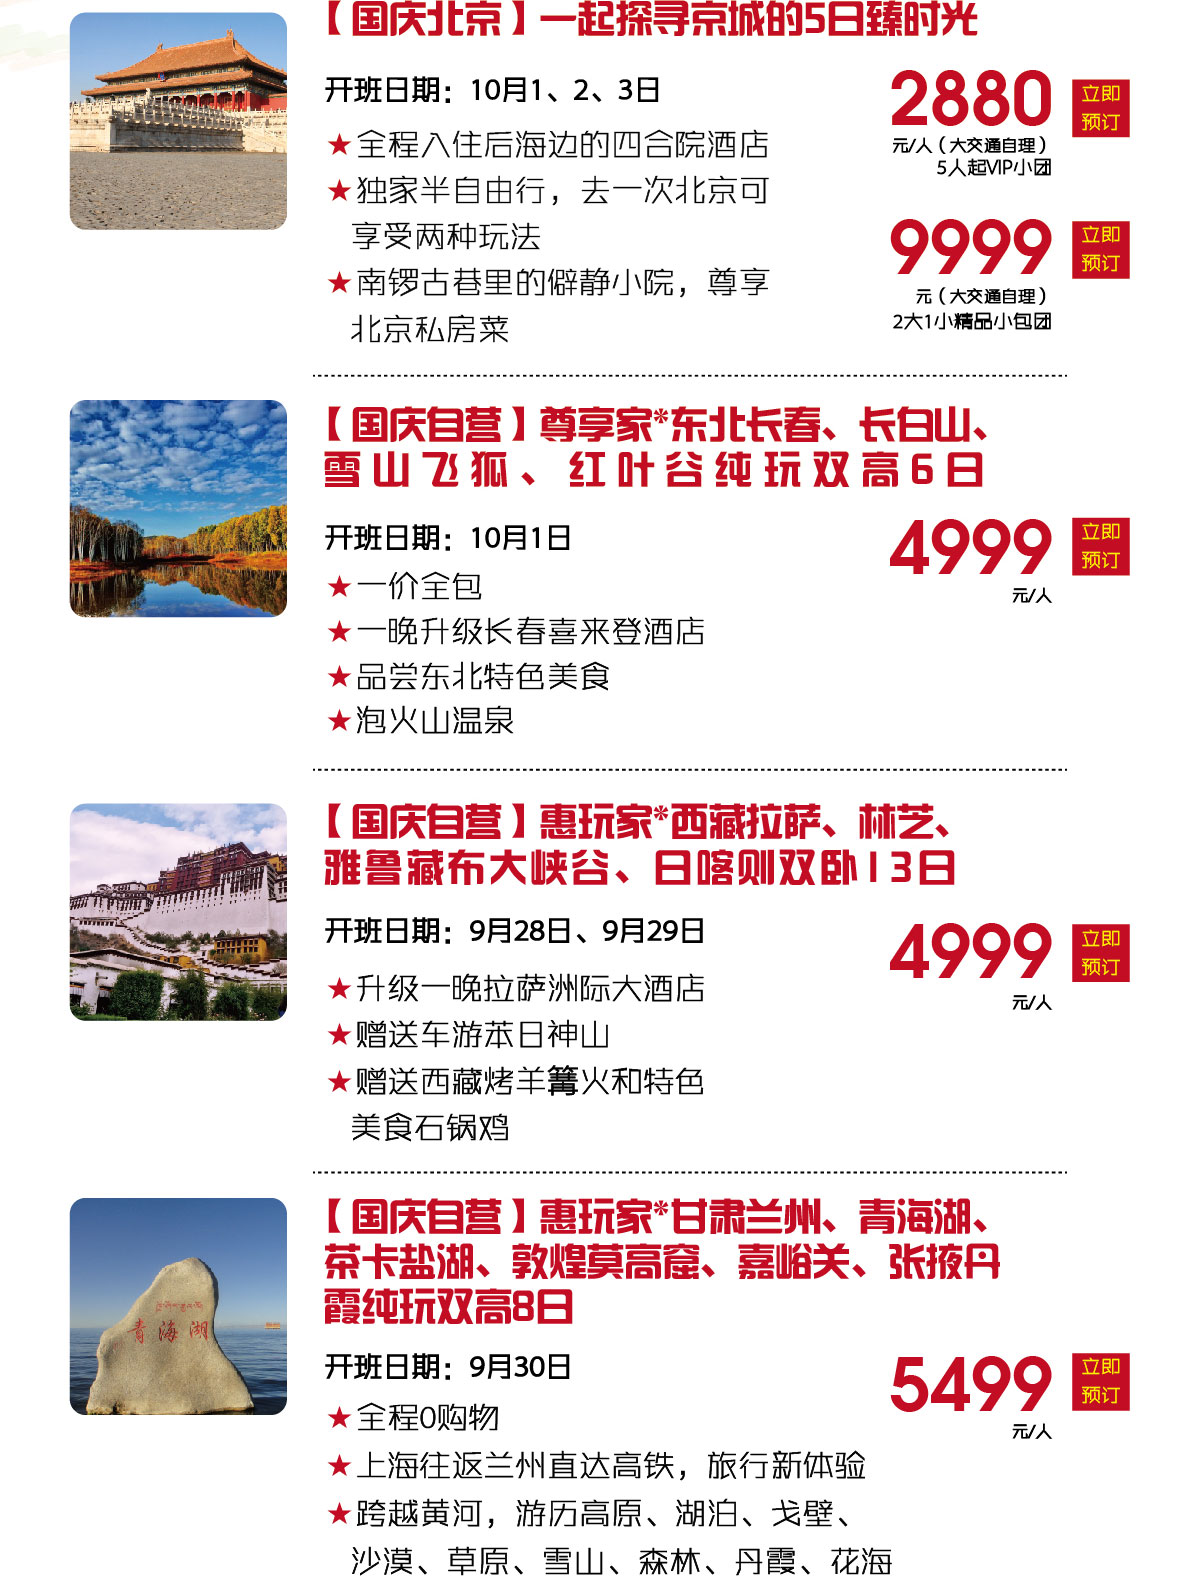 【国庆北京】一起探寻京城的5日臻时光
开班日期：10月1、2、3日
★全程入住后海边的四合院酒店
★独家半自由行，去一次北京可
享受两种玩法
★南锣古巷里的僻静小院，尊享
北京私房菜
2880
元/人（大交通自理）
5人起VIP小团
立即
预订
9999
元（大交通自理）
2大1小精品小包团
立即
预订
【国庆自营】尊享家*东北长春、长白山、
雪山飞狐、红叶谷纯玩双高6日
开班日期：10月1日
★一价全包
★一晚升级长春喜来登酒店
★品尝东北特色美食
★泡火山温泉
4999
元/人
立即
预订
【国庆自营】惠玩家*西藏拉萨、林芝、
雅鲁藏布大峡谷、日喀则双卧13日
开班日期：9月28日、9月29日
★升级一晚拉萨洲际大酒店
★赠送车游苯日神山
★赠送西藏烤羊篝火和特色
美食石锅鸡
4999
元/人
立即
预订
【国庆自营】惠玩家*甘肃兰州、青海湖、
茶卡盐湖、敦煌莫高窟、嘉峪关、张掖丹
霞纯玩双高8日
青海湖
开班日期：9月30日
★全程0购物
★上海往返兰州直达高铁，旅行新体验
★跨越黄河，游历高原、湖泊、戈壁、
沙漠、草原、雪山、森林、丹霞、花海
5499
元/人
立即
预订